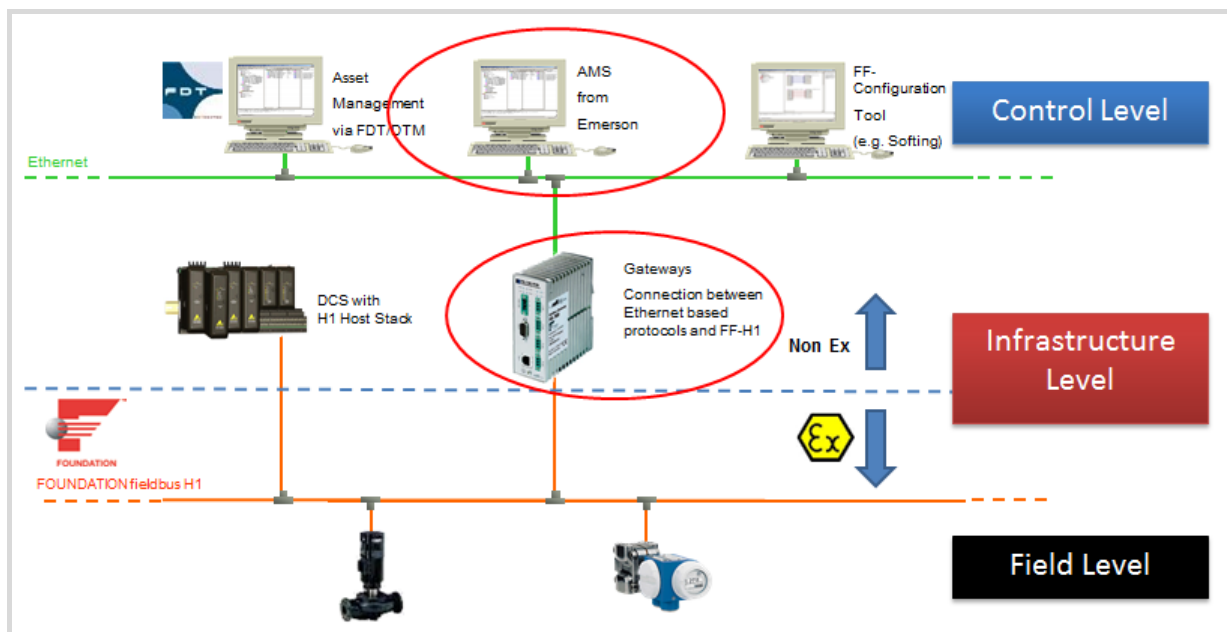 FDT
Asset
Management
via FDT/DTM
AMS
from
Emerson
FF-
Configuration
Tool
(e.g. Softing)
Control Level
Ethernet
DCS with
H1 Host Stack
Gateways
Connection between
Ethernet based
protocols and FF-H1
Non Ex
Infrastructure
Level
Ex
FOUNDATION
FOUNDATION fieldbus H1
Field Level